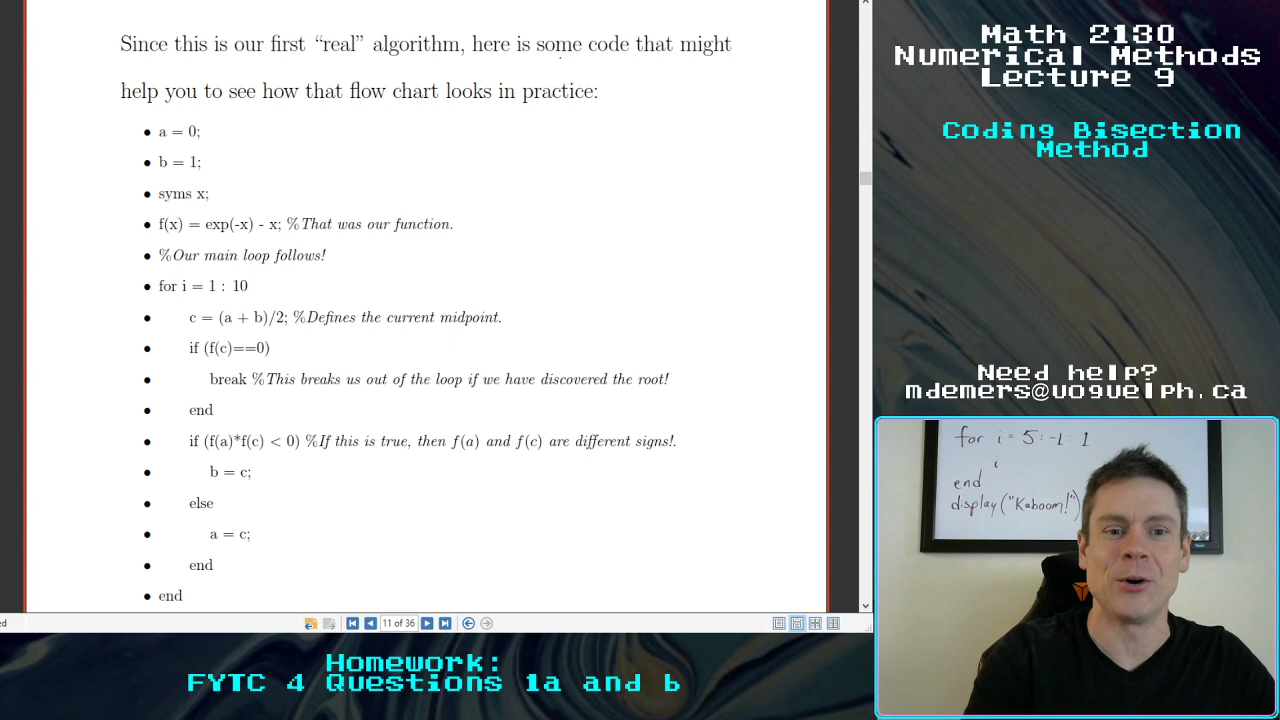 Since this is our first “real” algorithm, here is some code that might
help you to see how that flow chart looks in practice:
• a = 0;
• b = 1;
• syms x;
• f(x) = exp(-x) - x; %That was our function.
• %Our main loop follows!
• for i = 1 : 10
• c = (a + b)/2; %Defines the current midpoint.
• if (f(c)==0)
• break %This breaks us out of the loop if we have discovered the root!
• end
• if (f(a)*f(c) < 0) %If this is true, then f(a) and f(c) are different signs!.
• b = c;
• else
• a = c;
• end
• end
ed
11 of 36
Math 2130
Numerical Methods
Lecture 9
Coding Bisection
Method
Need help?
mdemers@uoguelph.ca
for i = 5 : -1 : 1
i
end
display("Kaboom!")
Homework:
FYTC 4 Questions 1a and b